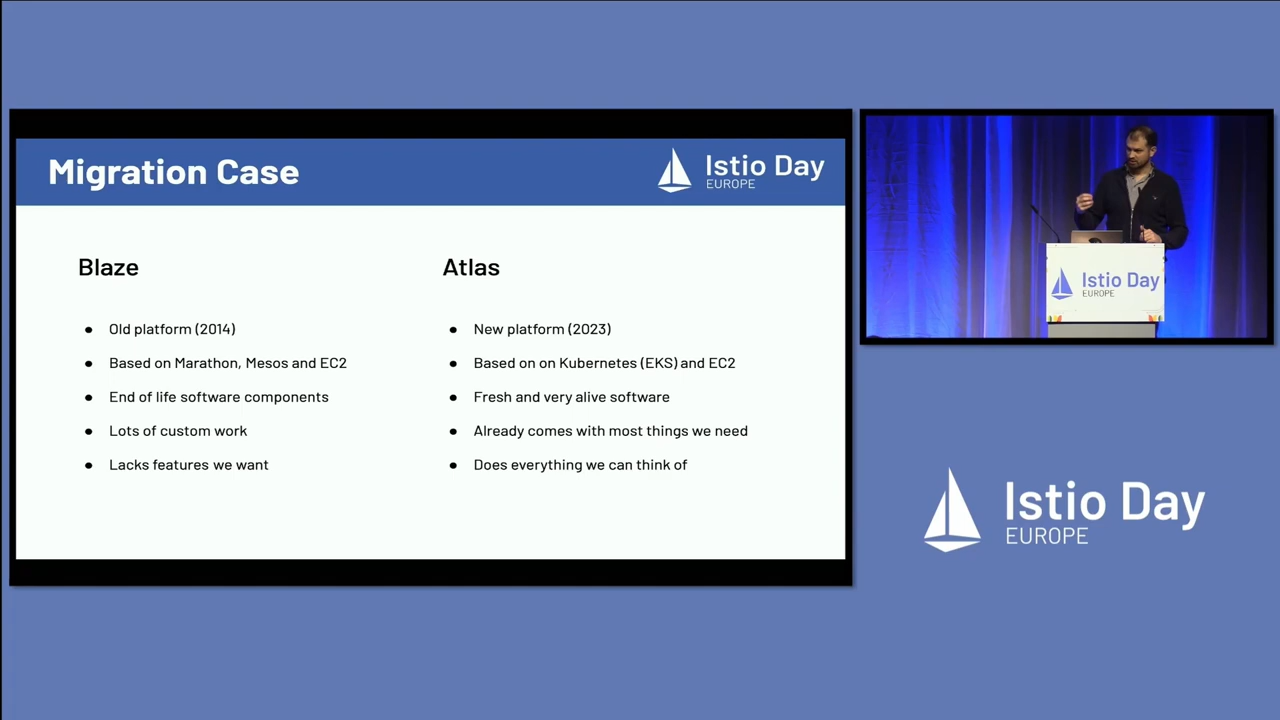 Migration Case
Istio Day
EUROPE
Blaze
Old platform (2014)
Based on Marathon, Mesos and EC2
End of life software components
Lots of custom work
Lacks features we want
Atlas
New platform (2023)
Based on on Kubernetes (EKS) and EC2
Fresh and very alive software
Already comes with most things we need
Does everything we can think of
Istio Day
EUROPE
Istio Day
EUROPE